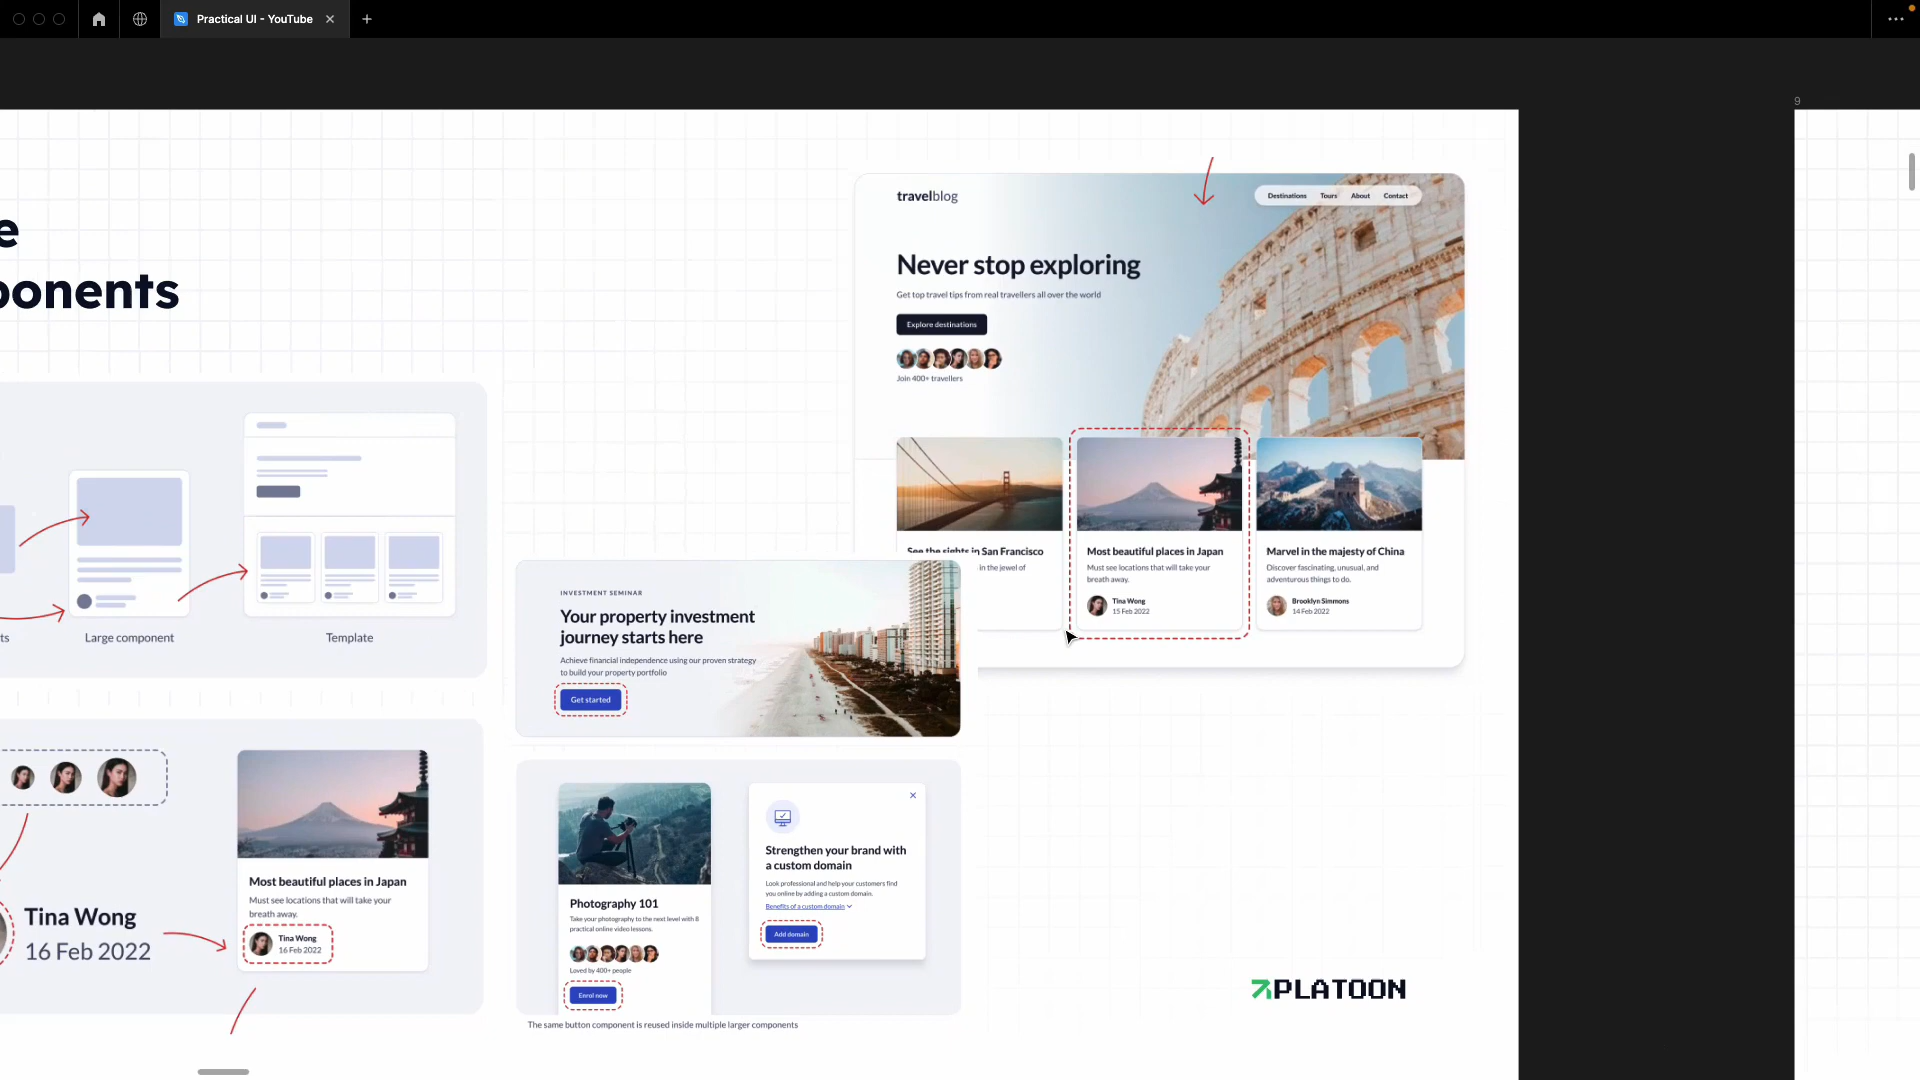 Practical UI - YouTube
9
e
ponents
ts
Large component
Template
Tina Wong
16 Feb 2022
Most beautiful places in Japan
Must see locations that will take your
breath away.
Tina Wong
16 Feb 2022
INVESTMENT SEMINAR
Your property investment
journey starts here
Achieve financial independence using our proven strategy
to build your property portfolio
Get started
Photography 101
Take your photography to the next level with 8
practical online video lessons.
Loved by 400+ people
Enrol now
Strengthen your brand with
a custom domain
Look professional and help your customers find
you online by adding a custom domain.
Benefits of a custom domain
Add domain
The same button component is reused inside multiple larger components
travelblog
Destinations Tours About Contact
Never stop exploring
Get top travel tips from real travellers all over the world
Explore destinations
Join 400+ travellers
See the sights in San Francisco
in the jewel of
Most beautiful places in Japan
Must see locations that will take your
breath away.
Tina Wong
15 Feb 2022
Marvel in the majesty of China
Discover fascinating, unusual, and
adventurous things to do.
Brooklyn Simmons
14 Feb 2022
PLATOON